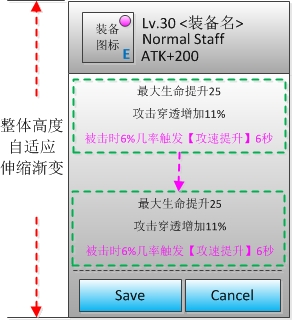 装备
图标
E
Lv.30 <装备名>
Normal Staff
ATK+200
最大生命提升25
攻击穿透增加11%
被击时6%几率触发【攻速提升】6秒
整体高度
自适应
伸缩渐变
最大生命提升25
攻击穿透增加11%
被击时6%几率触发【攻速提升】6秒
Save
Cancel